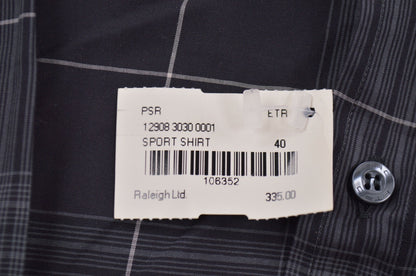 PSR ETR
12908 3030 0001
SPORT SHIRT 40
106352
Raleigh Ltd. 335.00